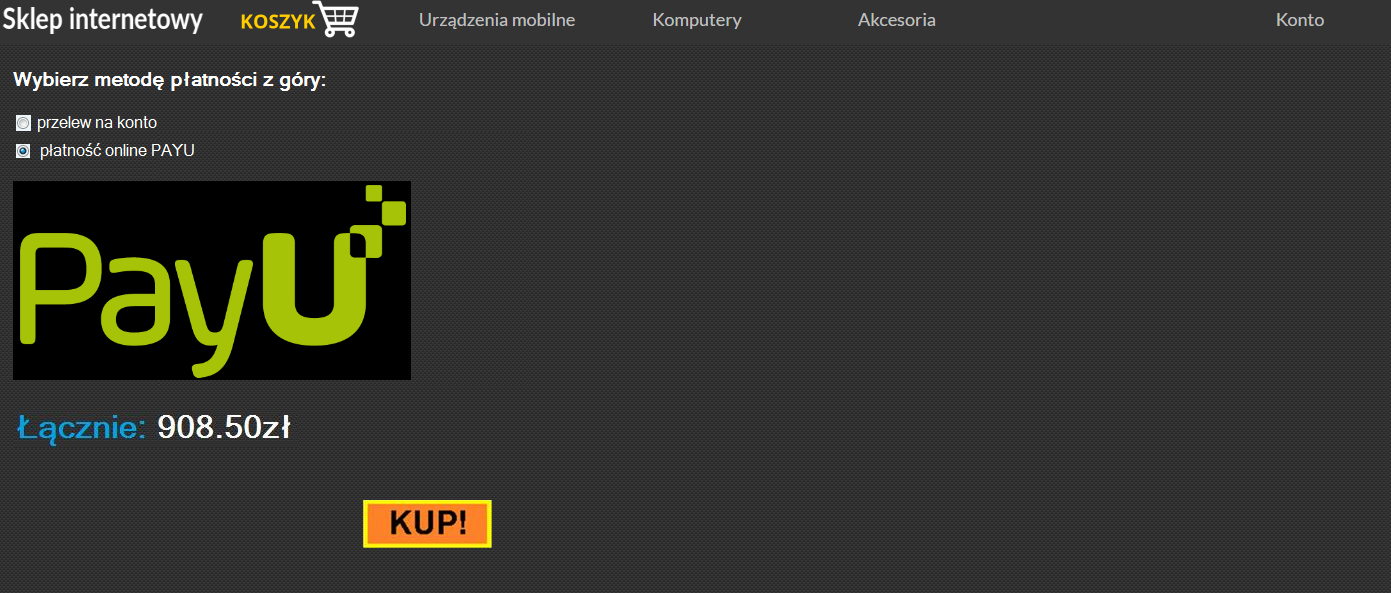 Sklep internetowy KOSZYK Urządzenia mobilne Komputery Akcesoria Konto
Wybierz metodę płatności z góry:
przelew na konto
płatność online PAYU
PayU
Łącznie: 908.50zł
KUP!